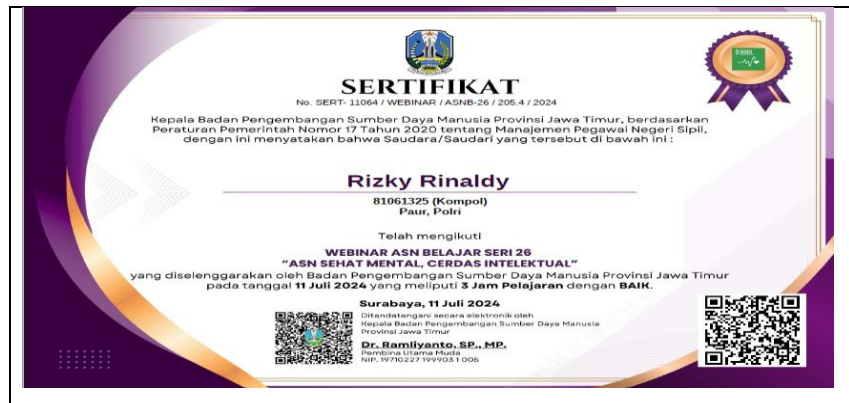 SERTIFIKAT
No. SERT- 11064 / WEBINAR / ASNB-26 / 205.4 / 2024
Kepala Badan Pengembangan Sumber Daya Manusia Provinsi Jawa Timur, berdasarkan
Peraturan Pemerintah Nomor 17 Tahun 2020 tentang Manajemen Pegawai Negeri Sipil,
dengan ini menyatakan bahwa Saudara/Saudari yang tersebut di bawah ini :
Rizky Rinaldy
81061325 (Kompol)
Paur, Polri
Telah mengikuti
WEBINAR ASN BELAJAR SERI 26
“ASN SEHAT MENTAL, CERDAS INTELEKTUAL”
yang diselenggarakan oleh Badan Pengembangan Sumber Daya Manusia Provinsi Jawa Timur
pada tanggal 11 Juli 2024 yang meliputi 3 Jam Pelajaran dengan BAIK.
Surabaya, 11 Juli 2024
Ditandatangani secara elektronik oleh
Kepala Badan Pengembangan Sumber Daya Manusia
Provinsi Jawa Timur
Dr. Ramliyanto, SP., MP.
Pembina Utama Muda
NIP. 19710227 199903 1 005